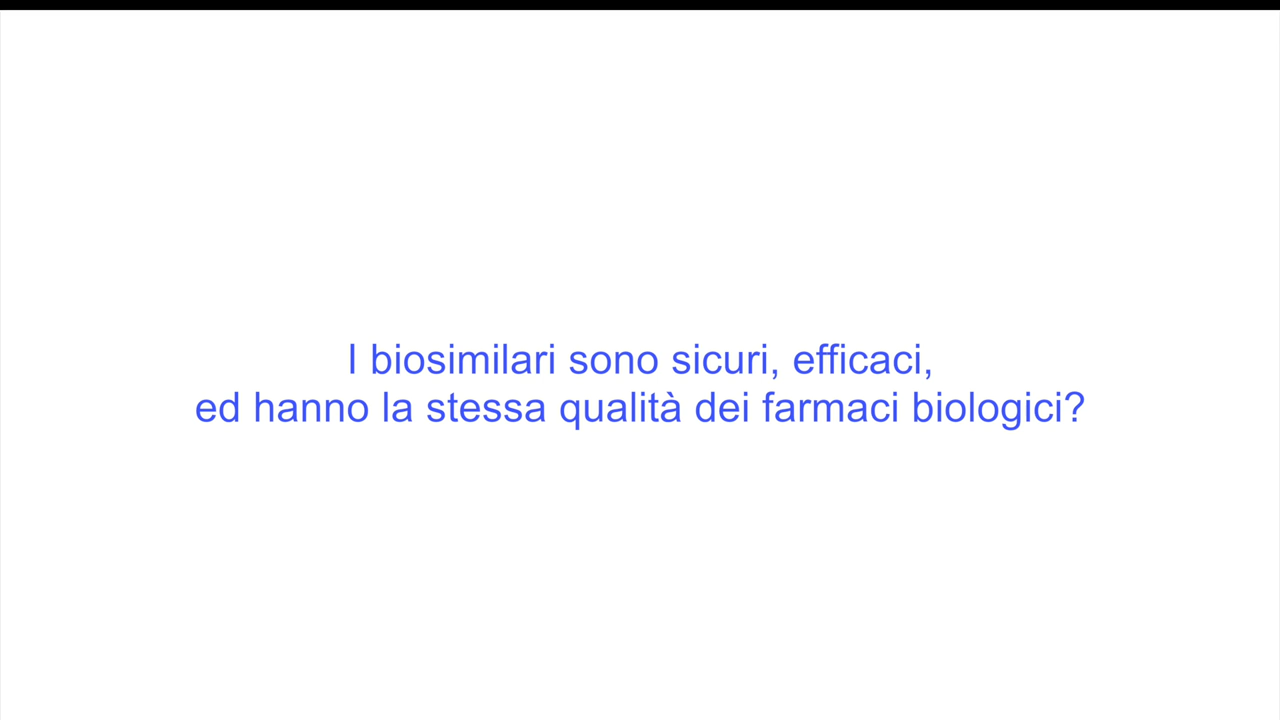 I biosimilari sono sicuri, efficaci,
ed hanno la stessa qualità dei farmaci biologici?